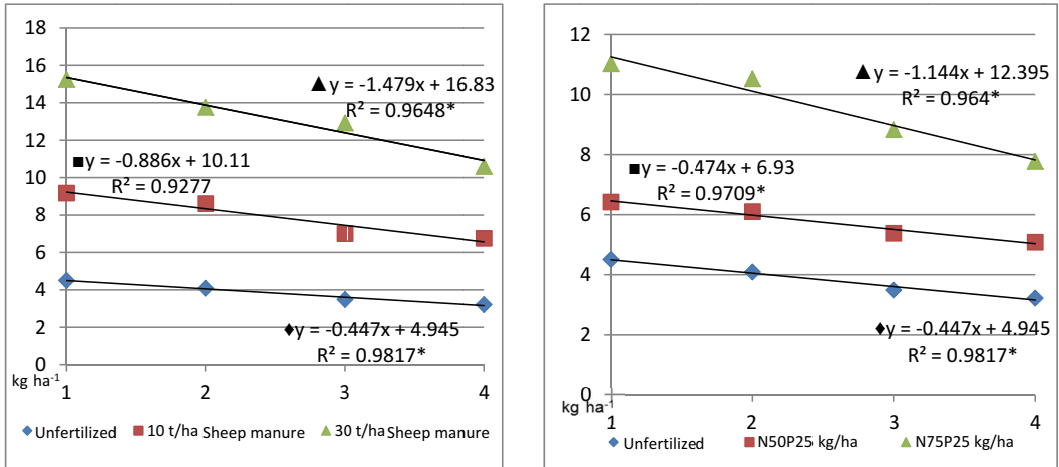 18
16
14
12
10
8
6
4
2
0
▲ y = -1.479x + 16.83
R² = 0.9648*
■y = -0.886x + 10.11
R² = 0.9277
♦y = -0.447x + 4.945
R² = 0.9817*
kg ha⁻¹
1 2 3 4
Unfertilized 10 t/ha Sheep manure 30 t/ha Sheep manure
12
10
8
6
4
2
0
▲ y = -1.144x + 12.395
R² = 0.964*
■y = -0.474x + 6.93
R² = 0.9709*
♦y = -0.447x + 4.945
R² = 0.9817*
kg ha⁻¹
1 2 3 4
Unfertilized N50P25 kg/ha N75P25 kg/ha